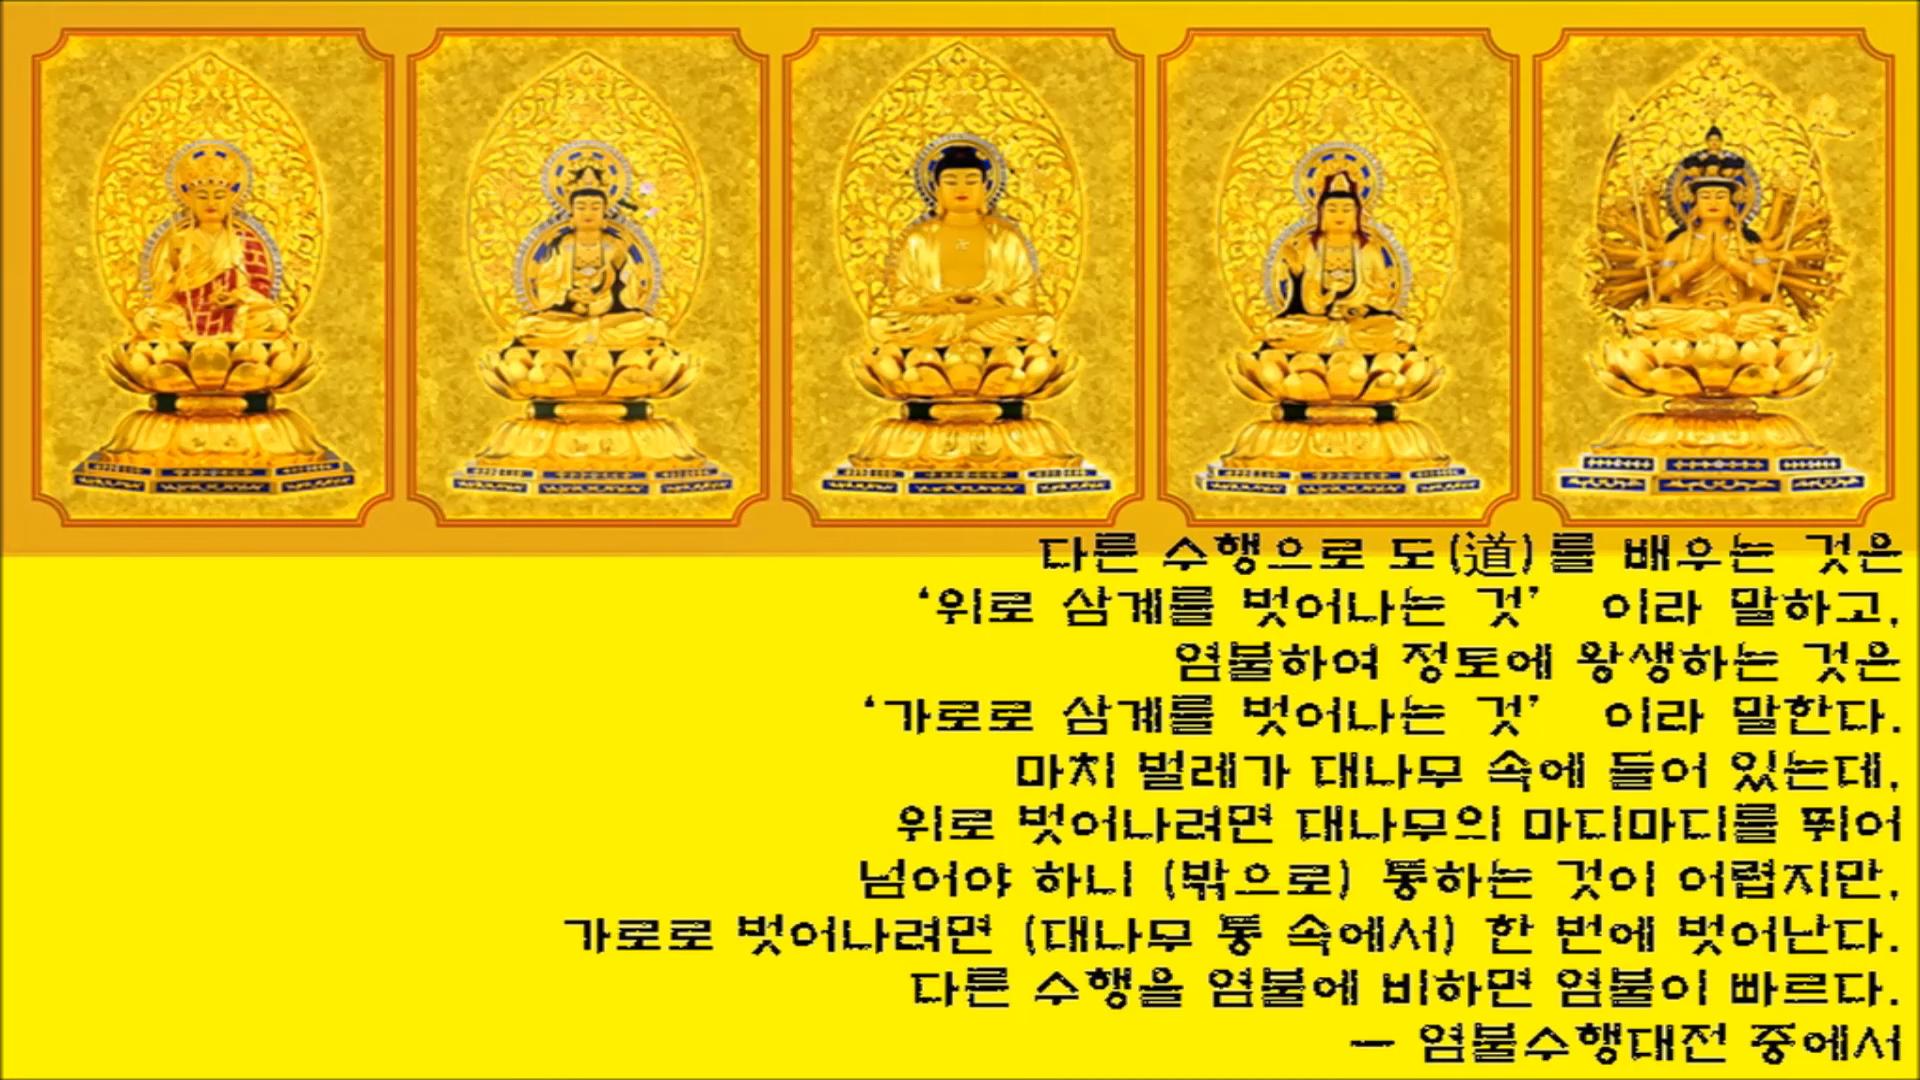 다른 수행으로 도(道)를 배우는 것은
‘위로 삼계를 벗어나는 것’ 이라 말하고,
염불하여 정토에 왕생하는 것은
‘가로로 삼계를 벗어나는 것’ 이라 말한다.
마치 벌레가 대나무 속에 들어 있는데,
위로 벗어나려면 대나무의 마디마디를 뛰어
넘어야 하니 (밖으로) 통하는 것이 어렵지만,
가로로 벗어나려면 (대나무 통 속에서) 한 번에 벗어난다.
다른 수행을 염불에 비하면 염불이 빠르다.
- 염불수행대전 중에서